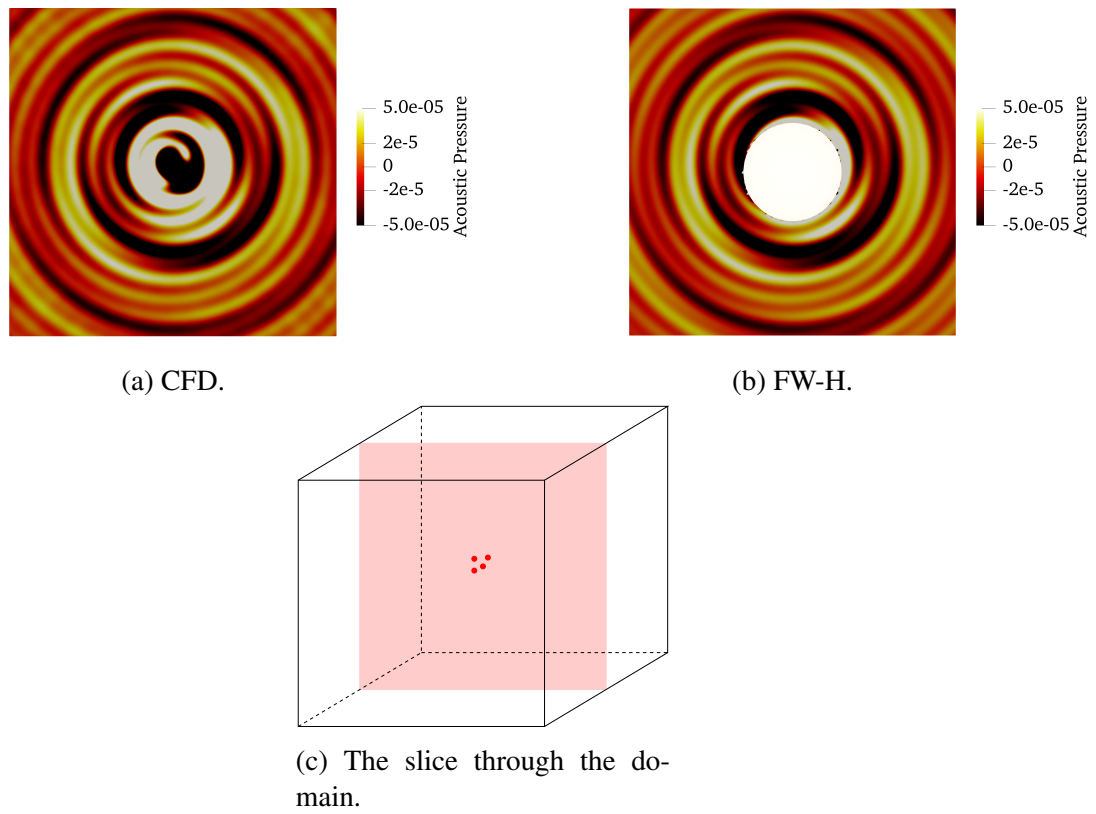 5.0e-05
2e-5
0
-2e-5
-5.0e-05
Acoustic Pressure
5.0e-05
2e-5
0
-2e-5
-5.0e-05
Acoustic Pressure
(a) CFD.
(b) FW-H.
(c) The slice through the do-
main.